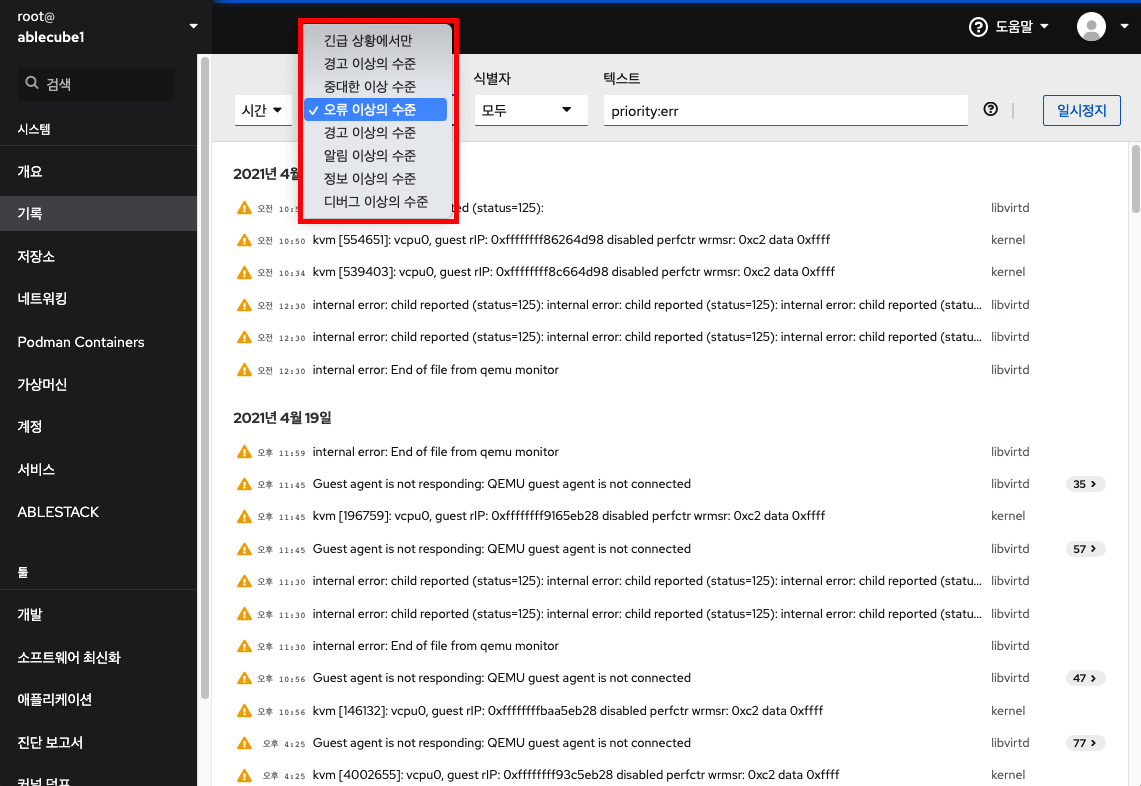 root@
ablecube1
검색
시스템
개요
기록
저장소
네트워킹
Podman Containers
가상머신
계정
서비스
ABLESTACK
툴
개발
소프트웨어 최신화
애플리케이션
진단 보고서
커널 덤프
도움말
시간
긴급 상황에서만
경고 이상의 수준
중대한 이상 수준
✓ 오류 이상의 수준
경고 이상의 수준
알림 이상의 수준
정보 이상의 수준
디버그 이상의 수준
식별자
모두
텍스트
priority:err
일시정지
2021년 4월
오전 10:5 ted (status=125): libvirtd
오전 10:50 kvm [554651]: vcpu0, guest rIP: 0xffffffff86264d98 disabled perfctr wrmsr: 0xc2 data 0xffff kernel
오전 10:34 kvm [539403]: vcpu0, guest rIP: 0xffffffff8c664d98 disabled perfctr wrmsr: 0xc2 data 0xffff kernel
오전 12:30 internal error: child reported (status=125): internal error: child reported (status=125): internal error: child reported (statu... libvirtd
오전 12:30 internal error: child reported (status=125): internal error: child reported (status=125): internal error: child reported (statu... libvirtd
오전 12:30 internal error: End of file from qemu monitor libvirtd
2021년 4월 19일
오후 11:59 internal error: End of file from qemu monitor libvirtd
오후 11:45 Guest agent is not responding: QEMU guest agent is not connected libvirtd 35 >
오후 11:45 kvm [196759]: vcpu0, guest rIP: 0xffffffff9165eb28 disabled perfctr wrmsr: 0xc2 data 0xffff kernel
오후 11:45 Guest agent is not responding: QEMU guest agent is not connected libvirtd 57 >
오후 11:30 internal error: child reported (status=125): internal error: child reported (status=125): internal error: child reported (statu... libvirtd
오후 11:30 internal error: child reported (status=125): internal error: child reported (status=125): internal error: child reported (statu... libvirtd
오후 11:30 internal error: End of file from qemu monitor libvirtd
오후 10:56 Guest agent is not responding: QEMU guest agent is not connected libvirtd 47 >
오후 10:56 kvm [146132]: vcpu0, guest rIP: 0xffffffffbaa5eb28 disabled perfctr wrmsr: 0xc2 data 0xffff kernel
오후 4:25 Guest agent is not responding: QEMU guest agent is not connected libvirtd 77 >
오후 4:25 kvm [4002655]: vcpu0, guest rIP: 0xffffffff93c5eb28 disabled perfctr wrmsr: 0xc2 data 0xffff kernel